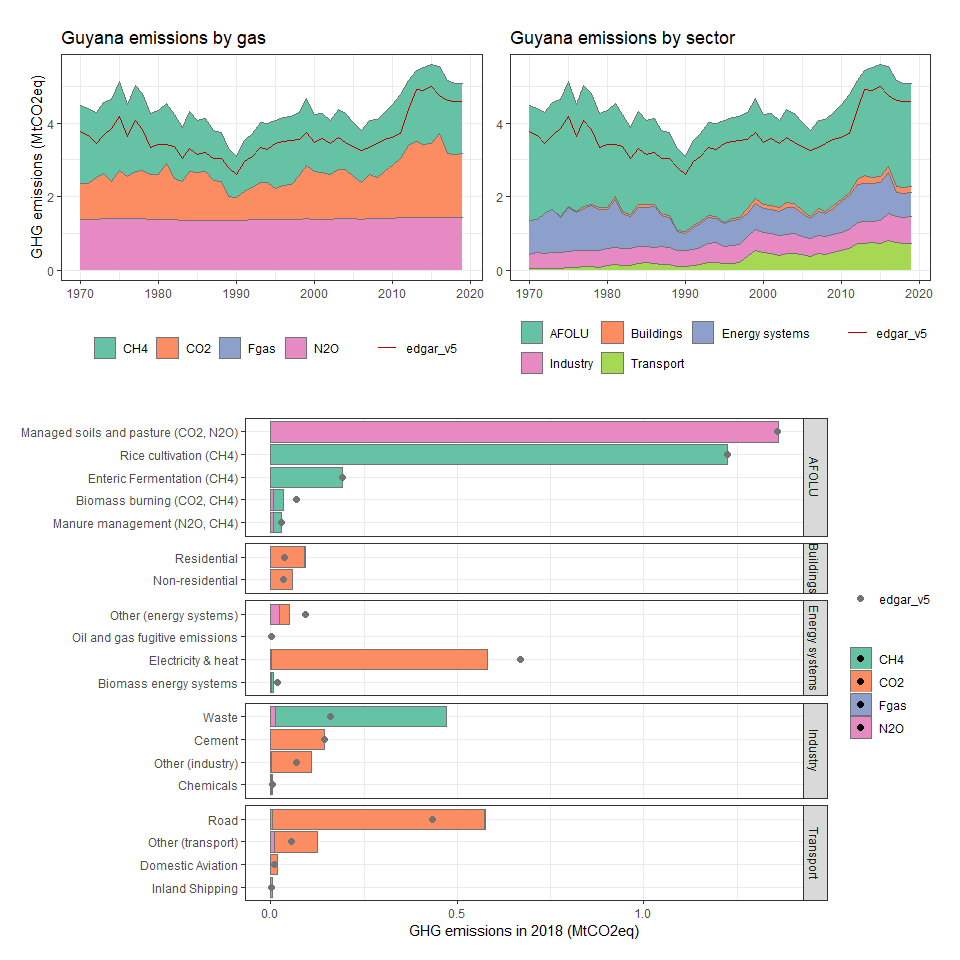 Guyana emissions by gas
Guyana emissions by sector
GHG emissions (MtCO2eq)
4
2
0
1970 1980 1990 2000 2010 2020
4
2
0
1970 1980 1990 2000 2010 2020
CH4 CO2 Fgas N2O edgar_v5
AFOLU Buildings Energy systems edgar_v5
Industry Transport
Managed soils and pasture (CO2, N2O)
Rice cultivation (CH4)
Enteric Fermentation (CH4)
Biomass burning (CO2, CH4)
Manure management (N2O, CH4)
AFOLU
Residential
Non-residential
Buildings
Other (energy systems)
Oil and gas fugitive emissions
Electricity & heat
Biomass energy systems
Energy systems
Waste
Cement
Other (industry)
Chemicals
Industry
Road
Other (transport)
Domestic Aviation
Inland Shipping
Transport
0.0 0.5 1.0
GHG emissions in 2018 (MtCO2eq)
edgar_v5
CH4
CO2
Fgas
N2O